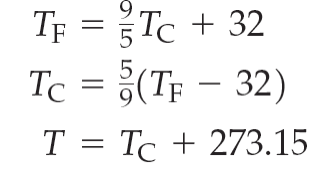 T_F = 9/5 T_C + 32
T_C = 5/9 (T_F − 32)
T = T_C + 273.15